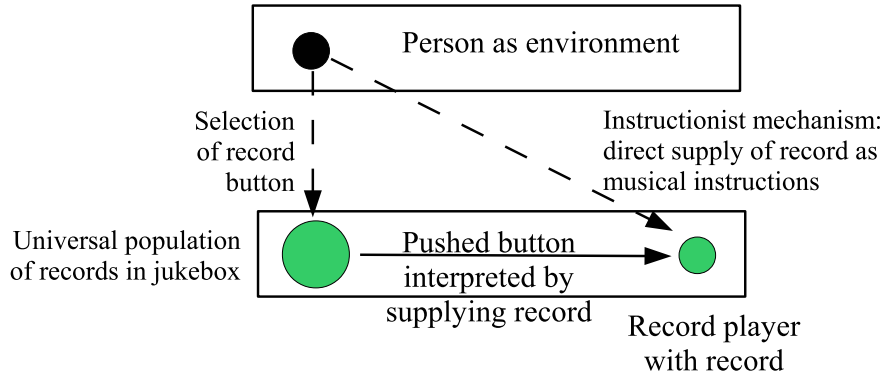 Person as environment
Selection
of record
button
Instructionist mechanism:
direct supply of record as
musical instructions
Universal population
of records in jukebox
Pushed button
interpreted by
supplying record
Record player
with record